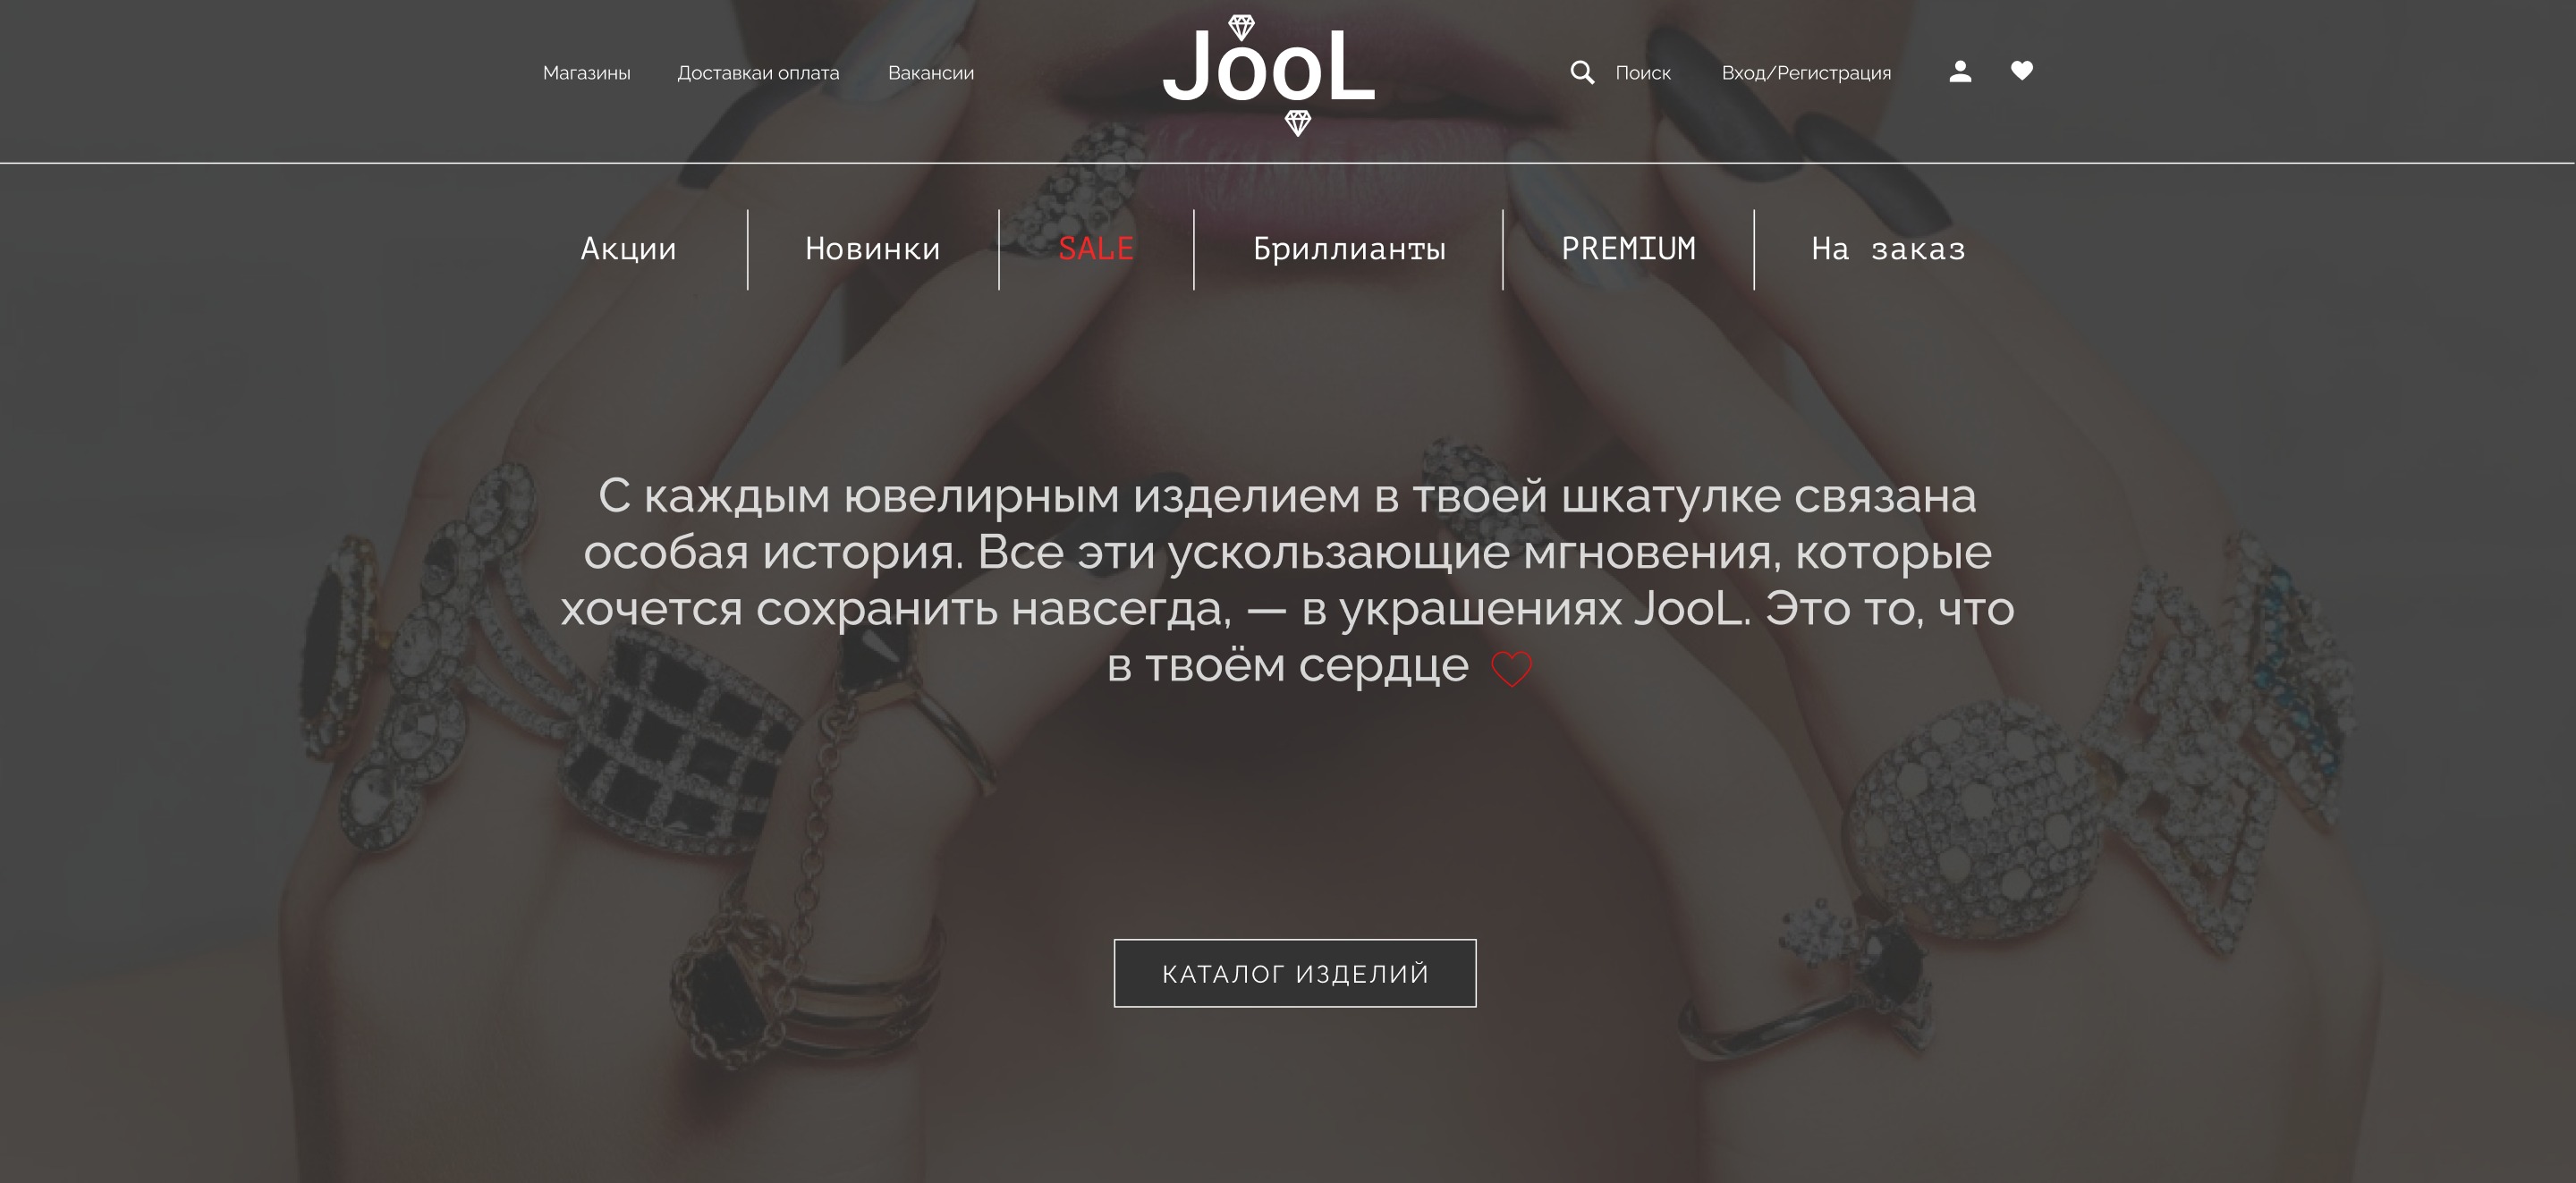 Магазины Доставкаи оплата Вакансии JooL Поиск Вход/Регистрация
Акции Новинки SALE Бриллианты PREMIUM На заказ
С каждым ювелирным изделием в твоей шкатулке связана
особая история. Все эти ускользающие мгновения, которые
хочется сохранить навсегда, — в украшениях JooL. Это то, что
в твоём сердце
КАТАЛОГ ИЗДЕЛИЙ